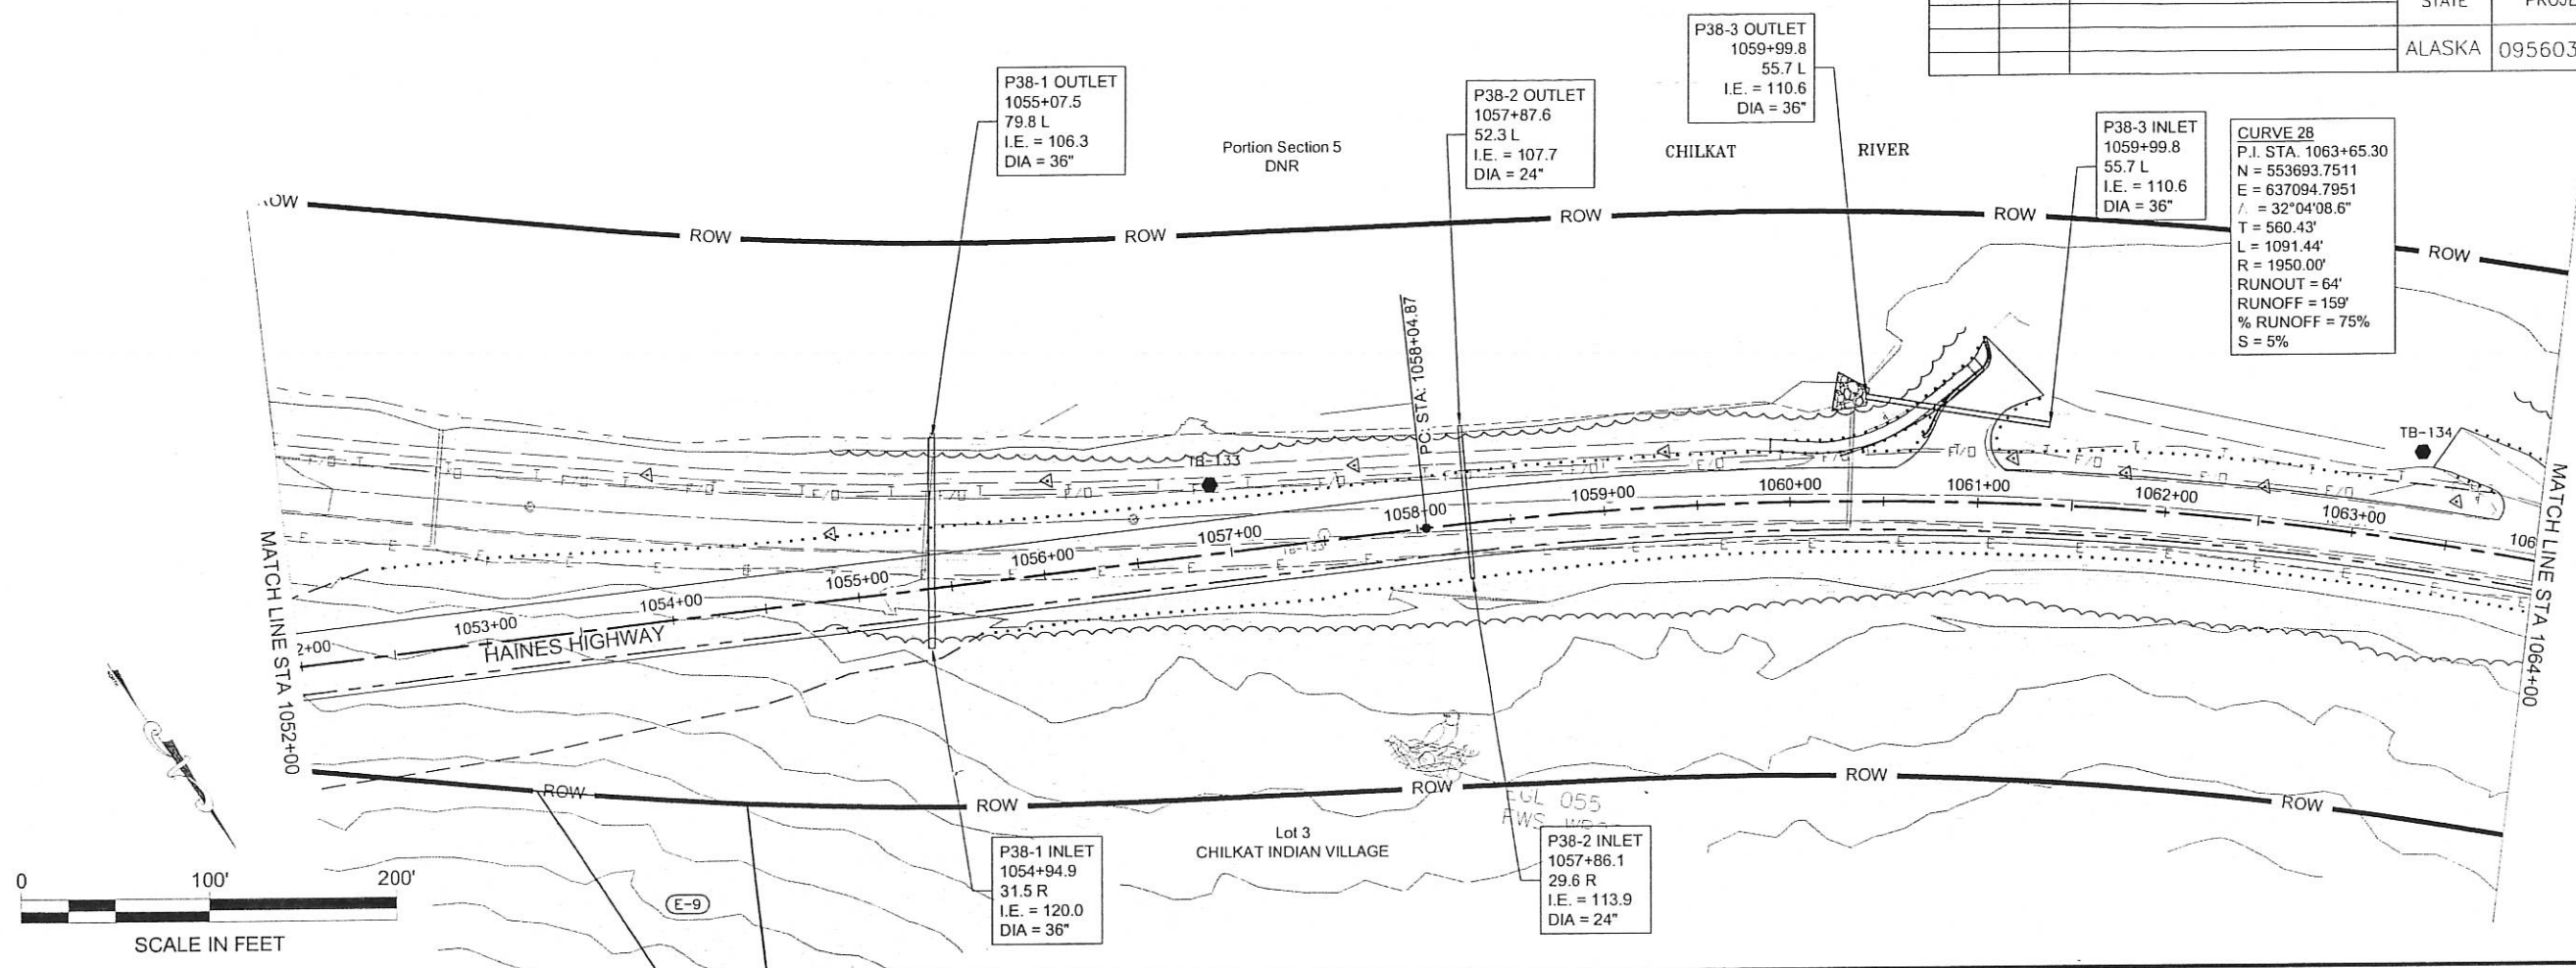 STATE
ALASKA
P38-1 OUTLET
1055+07.5
79.8 L
I.E. = 106.3
DIA = 36"
Portion Section 5
DNR
P38-2 OUTLET
1057+87.6
52.3 L
I.E. = 107.7
DIA = 24"
P38-3 OUTLET
1059+99.8
55.7 L
I.E. = 110.6
DIA = 36"
CHILKAT RIVER
P38-3 INLET
1059+99.8
55.7 L
I.E. = 110.6
DIA = 36"
CURVE 28
P.I. STA. 1063+65.30
N = 553693.7511
E = 637094.7951
= 32°04'08.6"
T = 560.43'
L = 1091.44'
R = 1950.00'
RUNOUT = 64'
RUNOFF = 159'
% RUNOFF = 75%
S = 5%
ROW
ROW
ROW
ROW
ROW
ROW
PC: STA: 1058+04.87
TB-133
TB-134
1053+00
1054+00
1055+00
1056+00
1057+00
1058+00
1059+00
1060+00
1061+00
1062+00
1063+00
HAINES HIGHWAY
MATCH LINE STA 1052+00
MATCH LINE STA 1064+00
ROW
ROW
ROW
ROW
ROW
EGL 055
FWS
Lot 3
CHILKAT INDIAN VILLAGE
P38-1 INLET
1054+94.9
31.5 R
I.E. = 120.0
DIA = 36"
P38-2 INLET
1057+86.1
29.6 R
I.E. = 113.9
DIA = 24"
E-9
0 100' 200'
SCALE IN FEET